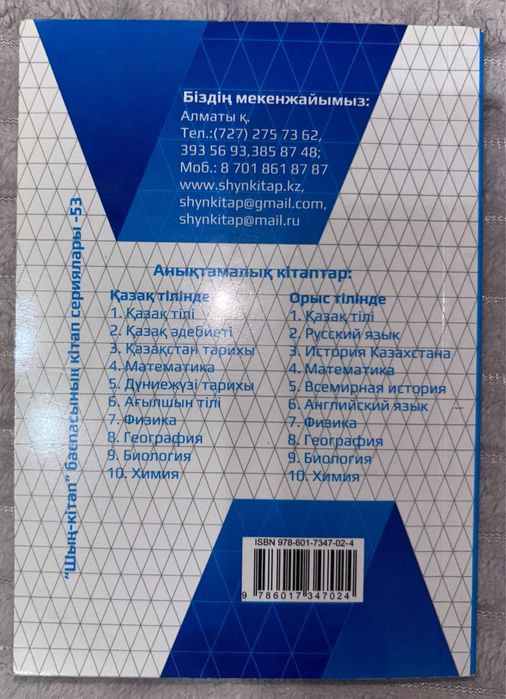 Біздің мекенжайымыз:
Алматы қ.
Тел.:(727) 275 73 62,
393 56 93,385 87 48;
Моб.: 8 701 861 87 87
www.shynkitap.kz,
shynkitap@gmail.com,
shynkitap@mail.ru
Анықтамалық кітаптар:
Қазақ тілінде
1. Қазақ тілі
2. Қазақ әдебиеті
3. Қазақстан тарихы
4. Математика
5. Дүниежүзі тарихы
6. Ағылшын тілі
7. Физика
8. География
9. Биология
10. Химия
Орыс тілінде
1. Қазақ тілі
2. Русский язык
3. История Казахстана
4. Математика
5. Всемирная история
6. Английский язык
7. Физика
8. География
9. Биология
10. Химия
"Шың-кітап" баспасының кітап сериялары -53
ISBN 978-601-7347-02-4
9 786017 347024